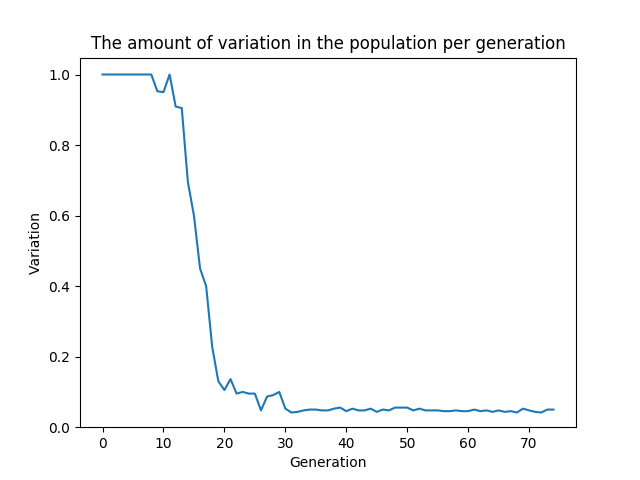 The amount of variation in the population per generation
1.0
0.8
0.6
0.4
0.2
0.0
Variation
0 10 20 30 40 50 60 70
Generation